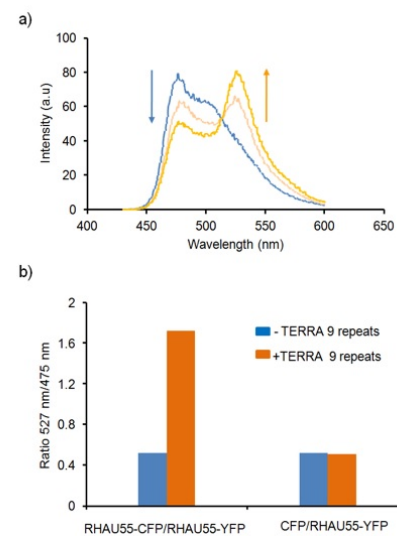 a)
100
80
60
40
20
0
Intensity (a.u)
400 450 500 550 600 650
Wavelength (nm)
b)
2
1.6
1.2
0.8
0.4
0
Ratio 527 nm/475 nm
- TERRA 9 repeats
+TERRA 9 repeats
RHAU55-CFP/RHAU55-YFP CFP/RHAU55-YFP